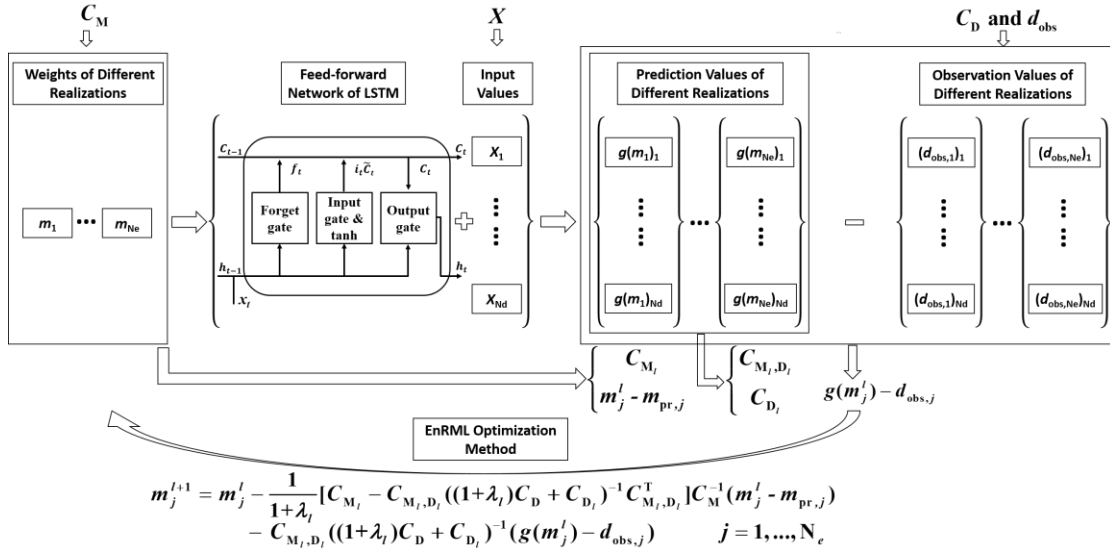 C_M
X
C_D and d_obs
Weights of Different
Realizations
Feed-forward
Network of LSTM
Input
Values
Prediction Values of
Different Realizations
Observation Values of
Different Realizations
m_1 ••• m_Ne
C_{t−1}
C_t
f_t
i_t C̃_t
C_t
Forget
gate
Input
gate &
tanh
Output
gate
h_{t−1}
h_t
X_t
+
X_1
X_Nd
g(m_1)_1
g(m_Ne)_1
•••
g(m_1)_Nd
g(m_Ne)_Nd
−
(d_obs,1)_1
(d_obs,Ne)_1
•••
(d_obs,1)_Nd
(d_obs,Ne)_Nd
C_{M_l}
m_j^l - m_{pr,j}
C_{M_l,D_l}
C_{D_l}
g(m_j^l) − d_{obs,j}
EnRML Optimization
Method
m_j^{l+1} = m_j^l − \frac{1}{1+λ_l}[C_{M_l} − C_{M_l,D_l}((1+λ_l)C_D + C_{D_l})^{−1} C_{M_l,D_l}^T]C_M^{−1}(m_j^l - m_{pr,j})
− C_{M_l,D_l}((1+λ_l)C_D + C_{D_l})^{−1}(g(m_j^l) − d_{obs,j}) j = 1,...,N_e